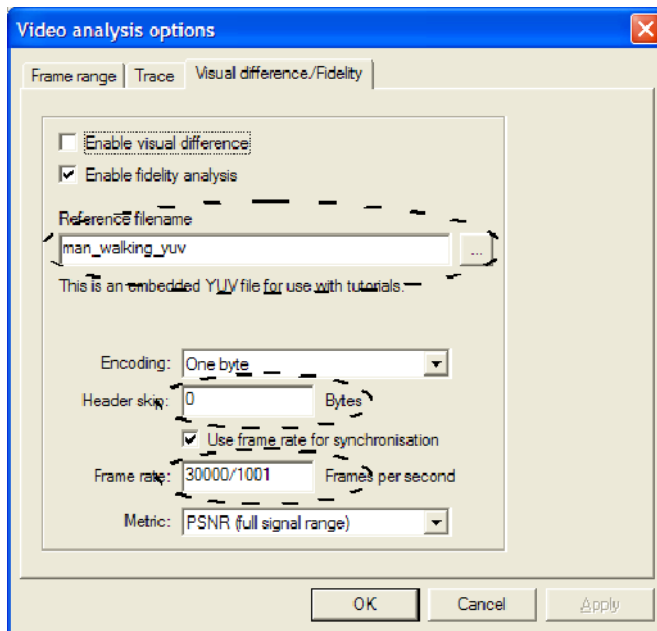 Video analysis options
Frame range Trace Visual difference./Fidelity
Enable visual difference
Enable fidelity analysis
Reference filename
man_walking_yuv ...
This is an embedded YUV file for use with tutorials.
Encoding: One byte
Header skip: 0 Bytes
Use frame rate for synchronisation
Frame rate: 30000/1001 Frames per second
Metric: PSNR (full signal range)
OK Cancel Apply